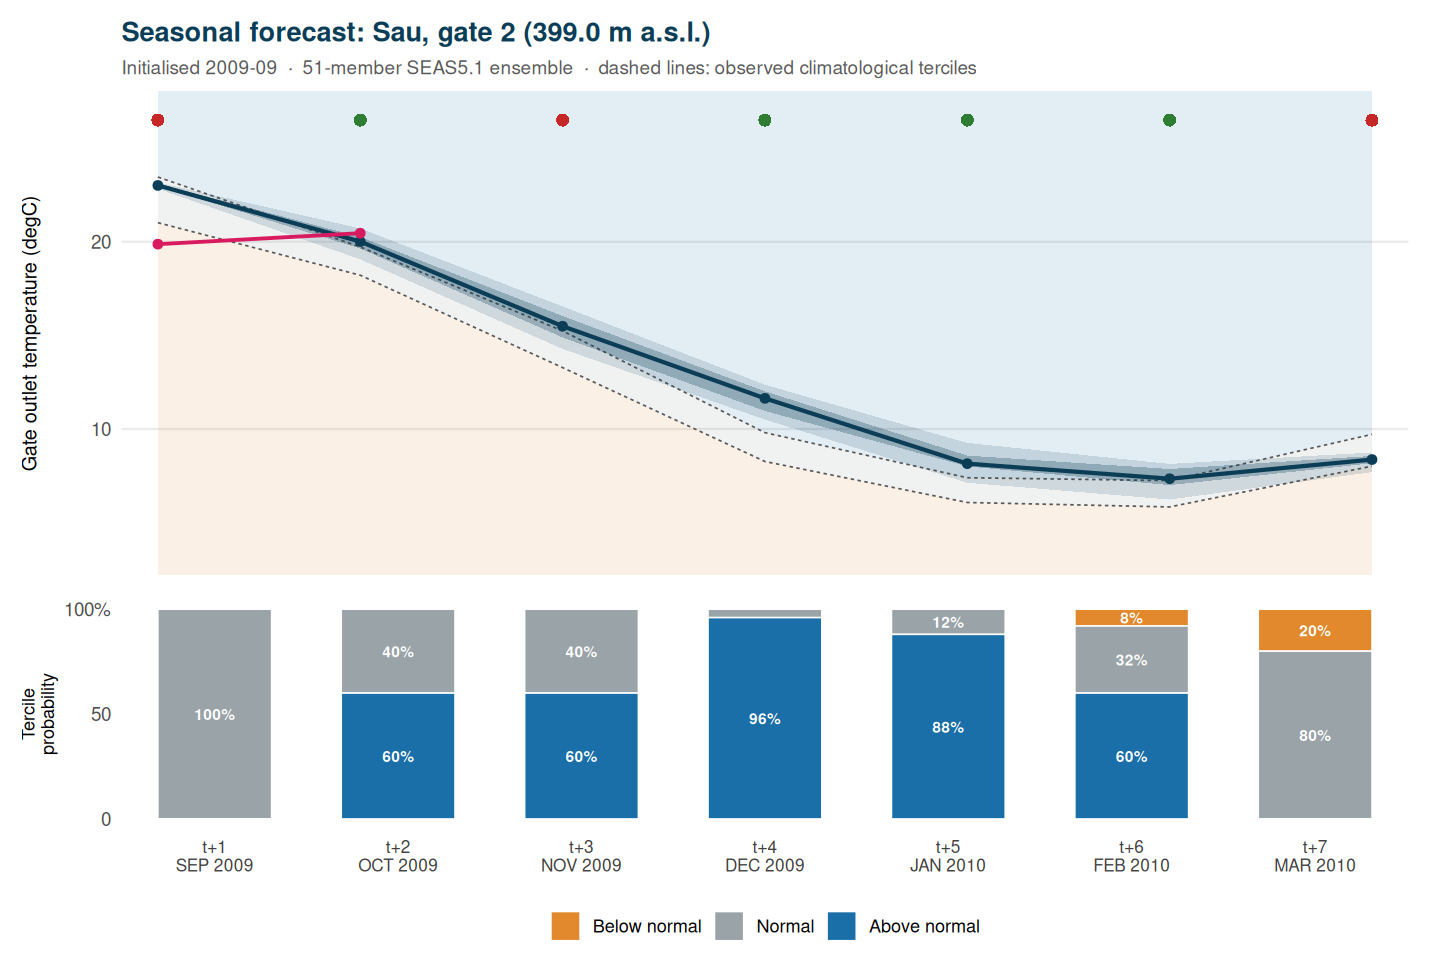 Seasonal forecast: Sau, gate 2 (399.0 m a.s.l.)
Initialised 2009-09 · 51-member SEAS5.1 ensemble · dashed lines: observed climatological terciles
Gate outlet temperature (degC)
20
10
Tercile
probability
100%
50
0
100%
40%
60%
40%
60%
96%
12%
88%
8%
32%
60%
20%
80%
t+1
SEP 2009
t+2
OCT 2009
t+3
NOV 2009
t+4
DEC 2009
t+5
JAN 2010
t+6
FEB 2010
t+7
MAR 2010
Below normal
Normal
Above normal